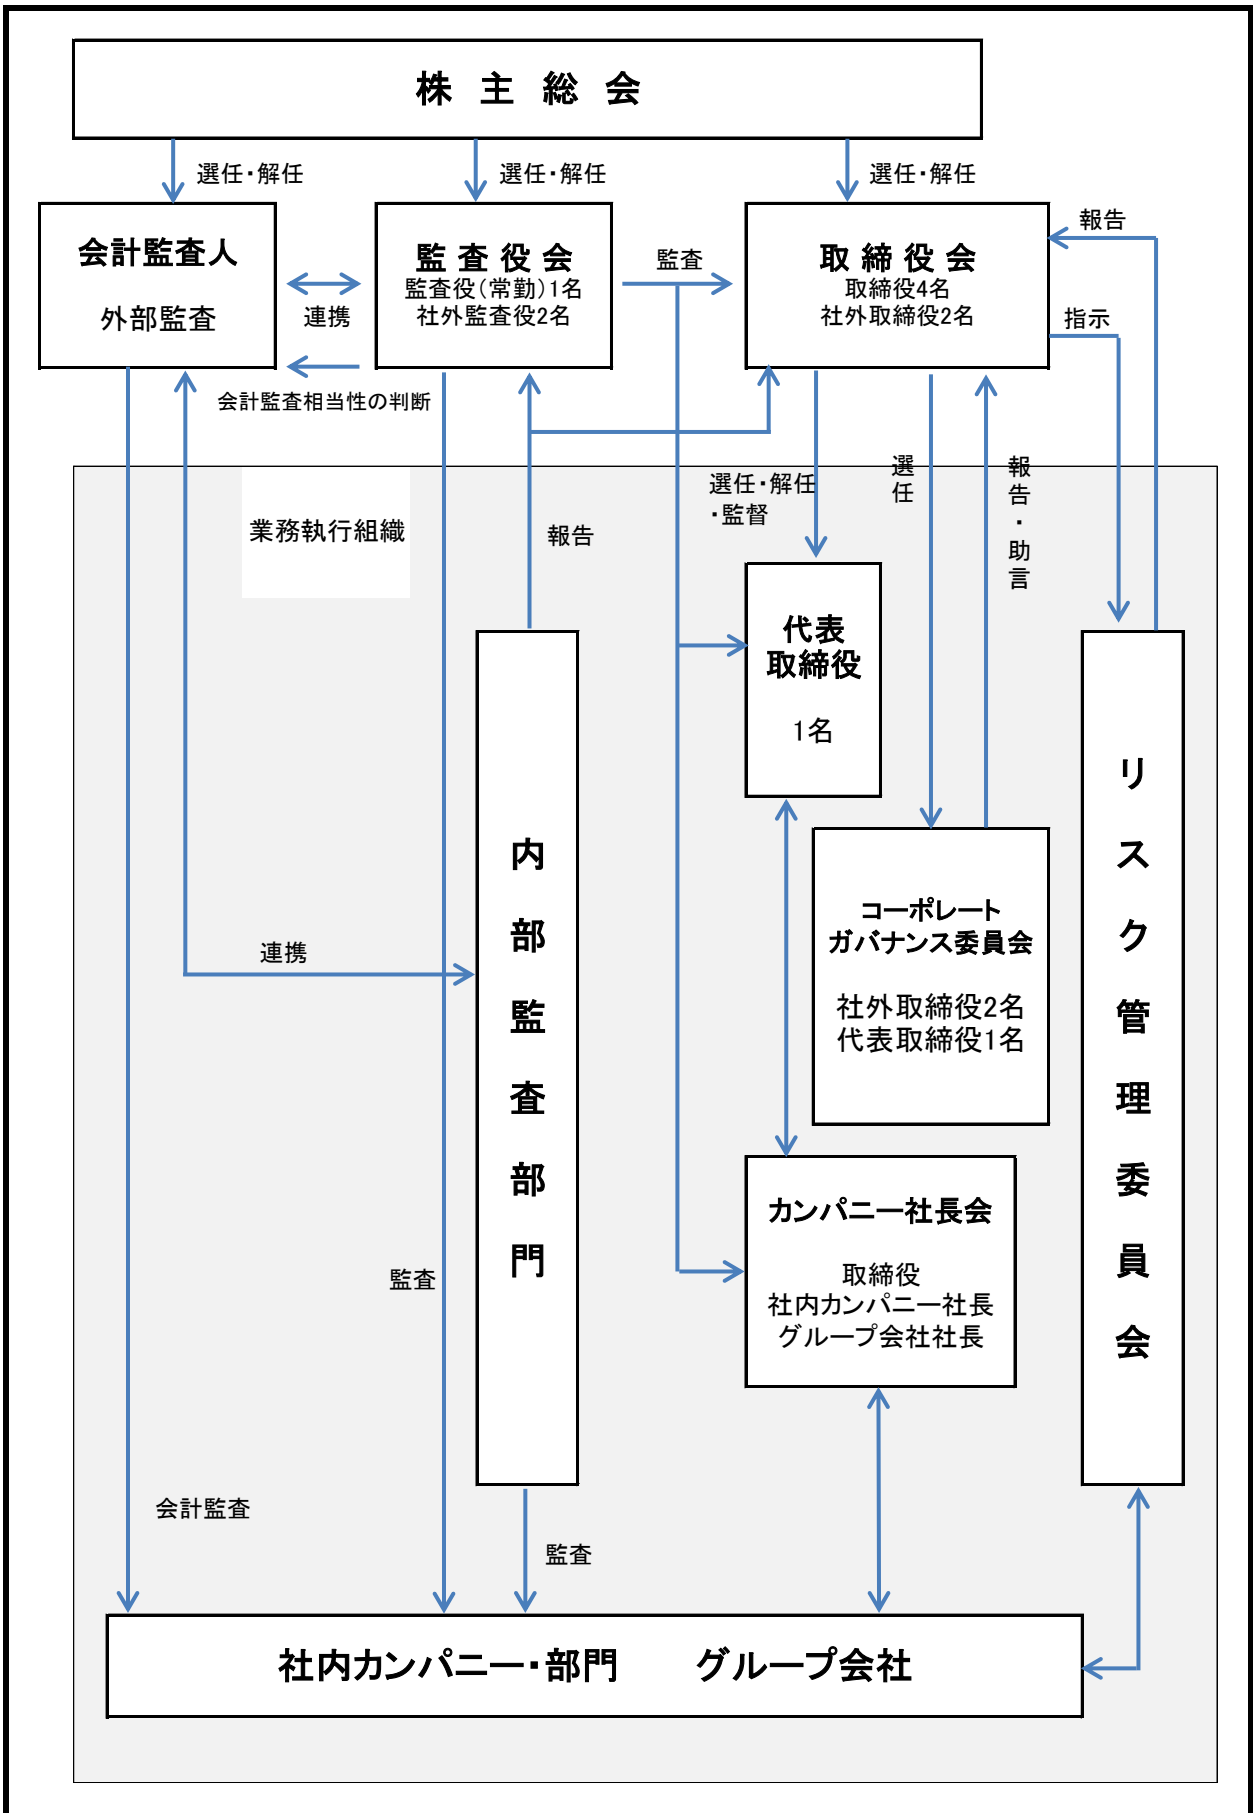 株 主 総 会
選任・解任
選任・解任
選任・解任
会計監査人
外部監査
連携
会計監査相当性の判断
監 査 役 会
監査役(常勤)1名
社外監査役2名
監査
取 締 役 会
取締役4名
社外取締役2名
報告
指示
業務執行組織
報告
選任・解任
・監督
選任
報告・助言
代表
取締役
1名
内部監査部門
連携
コーポレート
ガバナンス委員会
社外取締役2名
代表取締役1名
リスク管理委員会
カンパニー社長会
取締役
社内カンパニー社長
グループ会社社長
監査
会計監査
監査
社内カンパニー・部門 グループ会社